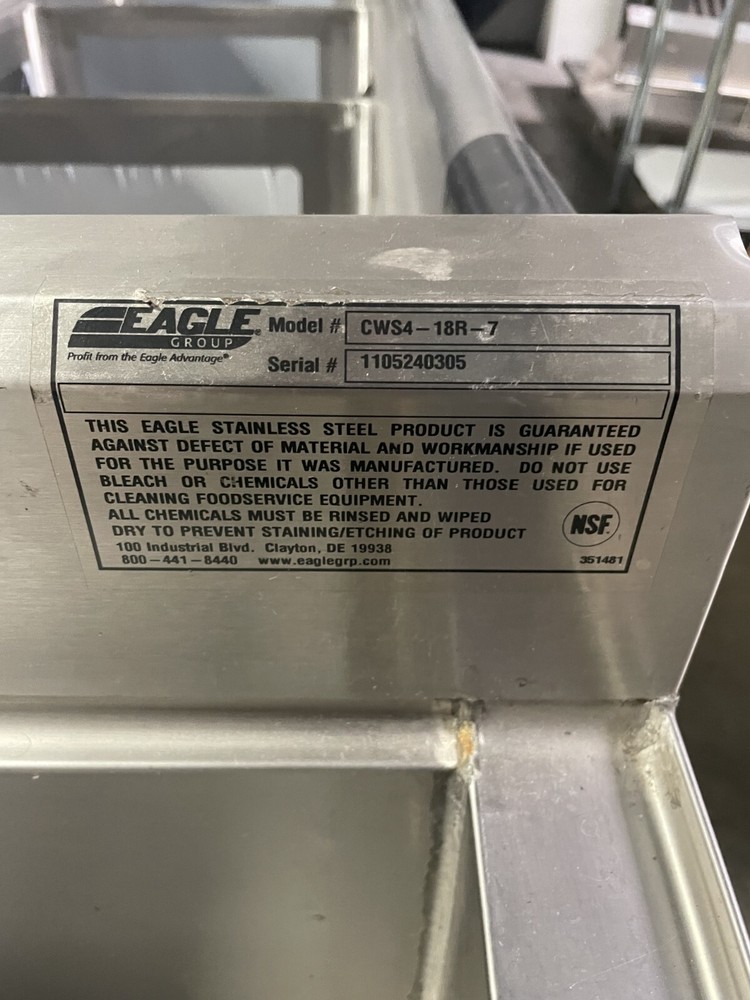 EAGLE®
GROUP
Profit from the Eagle Advantage®
Model # CWS4-18R-7
Serial # 1105240305
THIS EAGLE STAINLESS STEEL PRODUCT IS GUARANTEED
AGAINST DEFECT OF MATERIAL AND WORKMANSHIP IF USED
FOR THE PURPOSE IT WAS MANUFACTURED. DO NOT USE
BLEACH OR CHEMICALS OTHER THAN THOSE USED FOR
CLEANING FOODSERVICE EQUIPMENT.
ALL CHEMICALS MUST BE RINSED AND WIPED
DRY TO PREVENT STAINING/ETCHING OF PRODUCT
100 Industrial Blvd. Clayton, DE 19938
800-441-8440 www.eaglegrp.com
NSF
351481